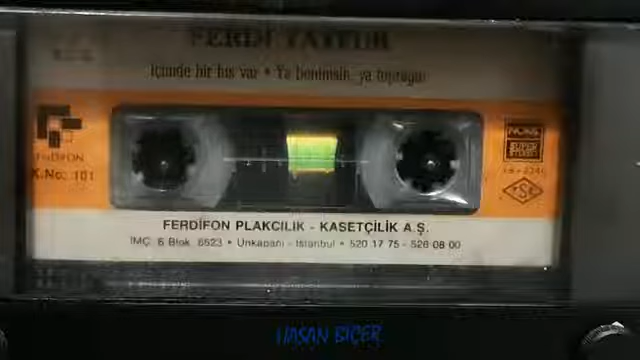 FERDİ TAYFUR
İçimde bir his var • Ya benimsin, ya toprağın
FERDİFON
K.No: 101
SUPER
FERDİFON PLAKCILIK - KASETÇİLİK A.Ş.
İMÇ. 6 Blok. 6523 • Unkapanı - İstanbul • 520 17 75 - 526 08 00
HASAN BİÇER